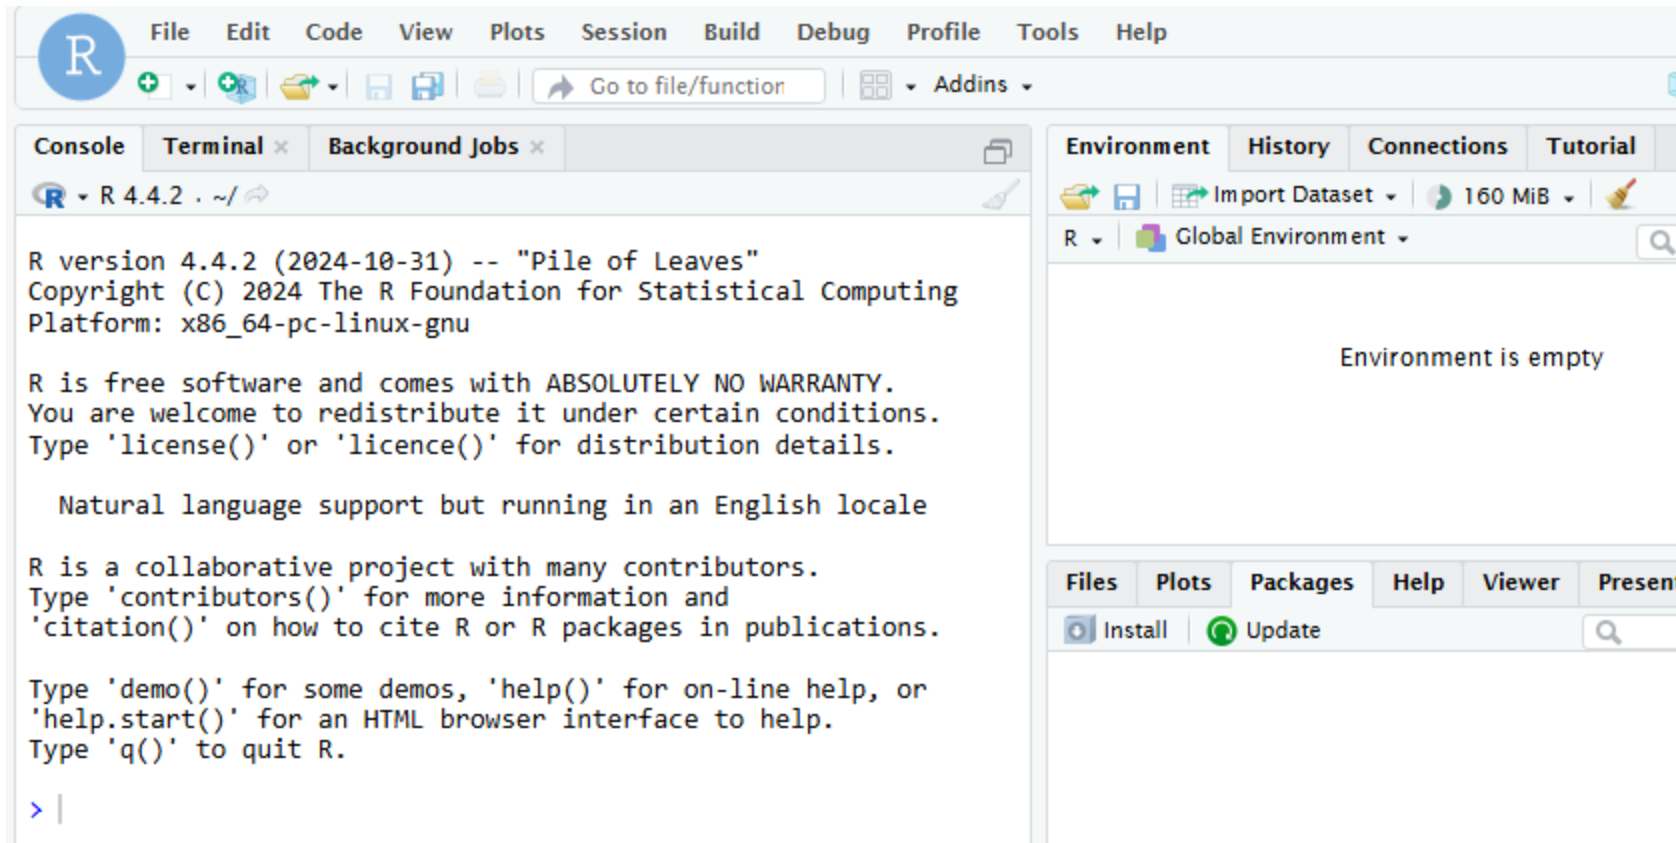 R
File Edit Code View Plots Session Build Debug Profile Tools Help
R Go to file/function Addins
Console Terminal Background Jobs
R R 4.4.2 . ~/
R version 4.4.2 (2024-10-31) -- "Pile of Leaves"
Copyright (C) 2024 The R Foundation for Statistical Computing
Platform: x86_64-pc-linux-gnu
R is free software and comes with ABSOLUTELY NO WARRANTY.
You are welcome to redistribute it under certain conditions.
Type 'license()' or 'licence()' for distribution details.
Natural language support but running in an English locale
R is a collaborative project with many contributors.
Type 'contributors()' for more information and
'citation()' on how to cite R or R packages in publications.
Type 'demo()' for some demos, 'help()' for on-line help, or
'help.start()' for an HTML browser interface to help.
Type 'q()' to quit R.
>
Environment History Connections Tutorial
Import Dataset 160 MiB
R Global Environment
Environment is empty
Files Plots Packages Help Viewer Presen
Install Update